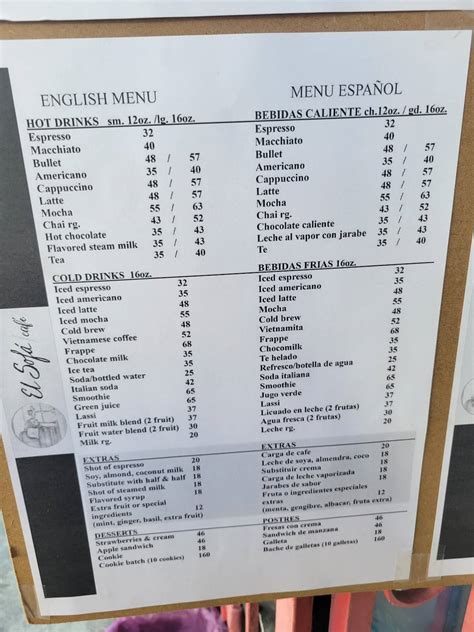 ENGLISH MENU
HOT DRINKS sm. 12oz. /lg. 16oz.
Espresso 32
Macchiato 40
Bullet 48 / 57
Americano 35 / 40
Cappuccino 48 / 57
Latte 48 / 57
Mocha 55 / 63
Chai rg. 43 / 52
Hot chocolate 35 / 43
Flavored steam milk 35 / 43
Tea 35 / 40
COLD DRINKS 16oz.
Iced espresso 32
Iced americano 35
Iced latte 48
Iced mocha 55
Cold brew 48
Vietnamese coffee 52
Frappe 68
Chocolate milk 35
Ice tea 35
Soda/bottled water 25
Italian soda 42
Smoothie 65
Green juice 37
Lassi 37
Fruit milk blend (2 fruit) 37
Fruit water blend (2 fruit) 30
Milk rg. 20
EXTRAS
Shot of espresso 20
Soy, almond, coconut milk 18
Substitute with half & half 18
Shot of steamed milk 18
Flavored syrup 18
Extra fruit or special 12
ingredients
(mint, ginger, basil, extra fruit)
DESSERTS
Strawberries & cream 46
Apple sandwich 46
Cookie 18
Cookie batch (10 cookies) 160
MENU ESPAÑOL
BEBIDAS CALIENTE ch.12oz. / gd. 16oz.
Espresso 32
Macchiato 40
Bullet 48 / 57
Americano 35 / 40
Cappuccino 48 / 57
Latte 48 / 57
Mocha 55 / 63
Chai rg. 43 / 52
Chocolate caliente 35 / 43
Leche al vapor con jarabe 35 / 43
Te 35 / 40
BEBIDAS FRIAS 16oz.
Iced espresso 32
Iced americano 35
Iced latte 48
Mocha 55
Cold brew 48
Vietnamita 52
Frappe 68
Chocomilk 35
Te helado 35
Refresco/botella de agua 25
Soda italiana 42
Smoothie 65
Jugo verde 37
Lassi 37
Licuado en leche (2 frutas) 37
Agua fresca (2 frutas) 30
Leche rg. 20
EXTRAS
Carga de cafe 20
Leche de soya, almendra, coco 18
Substituir crema 18
Carga de leche vaporizada 18
Jarabes de sabor 18
Fruta o ingredientes especiales 12
extras
(menta, gengibre, albacar, fruta extra)
POSTRES
Fresas con crema 46
Sandwich de manzana 46
Galleta 18
Bache de galletas (10 galletas) 160
El Sofá café